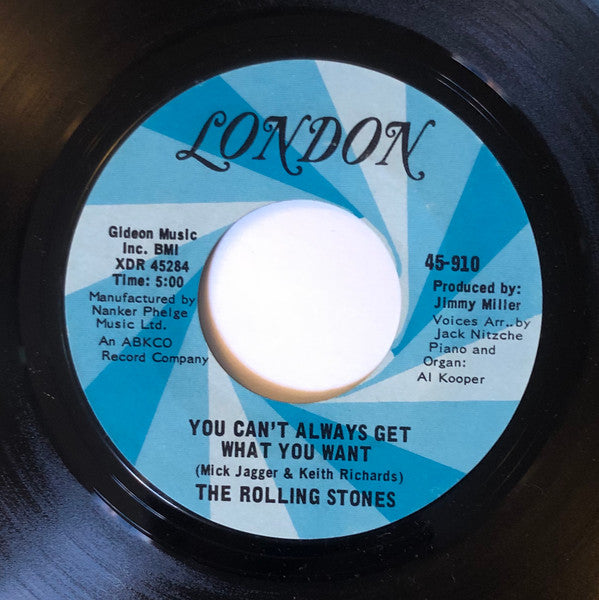 LONDON
Gideon Music
Inc. BMI
XDR 45284
Time: 5:00
Manufactured by
Nanker Phelge
Music Ltd.
An ABKCO
Record Company
45-910
Produced by:
Jimmy Miller
Voices Arr.. by
Jack Nitzche
Piano and
Organ:
Al Kooper
YOU CAN'T ALWAYS GET
WHAT YOU WANT
(Mick Jagger & Keith Richards)
THE ROLLING STONES